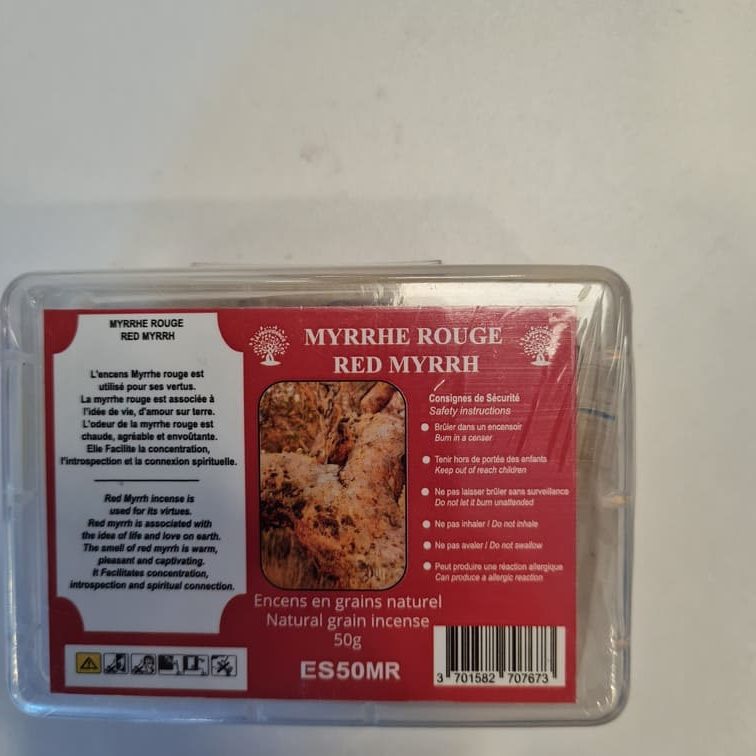 MYRRHE ROUGE
RED MYRRH
L'encens Myrrhe rouge est
utilisé pour ses vertus.
La myrrhe rouge est associée à
l'idée de vie, d'amour sur terre.
L'odeur de la myrrhe rouge est
chaude, agréable et envoûtante.
Elle Facilite la concentration,
l'introspection et la connexion spirituelle.
Red Myrrh incense is
used for its virtues.
Red myrrh is associated with
the idea of life and love on earth.
The smell of red myrrh is warm,
pleasant and captivating.
It Facilitates concentration,
introspection and spiritual connection.
MYRRHE ROUGE
RED MYRRH
Consignes de Sécurité
Safety instructions
Brûler dans un encensoir
Burn in a censer
Tenir hors de portée des enfants
Keep out of reach children
Ne pas laisser brûler sans surveillance
Do not let it burn unattended
Ne pas inhaler / Do not inhale
Ne pas avaler / Do not swallow
Peut produire une réaction allergique
Can produce a allergic reaction
Encens en grains naturel
Natural grain incense
50g
ES50MR
3 701582 707673